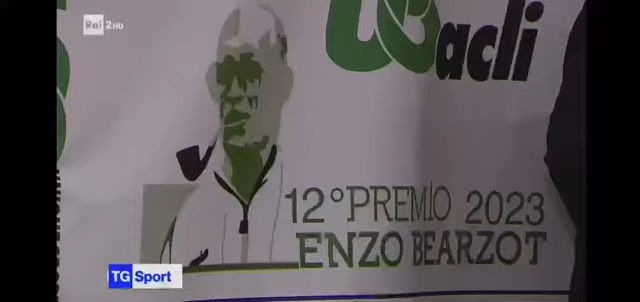 Rai 2 HD
acli
12° PREMIO 2023
ENZO BEARZOT
TG Sport